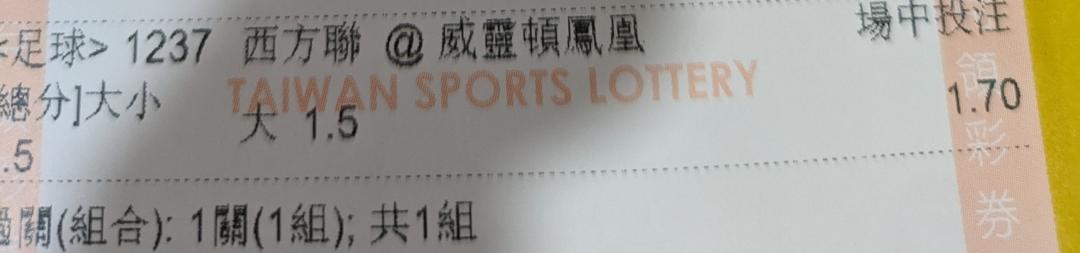 <足球> 1237 西方聯 @ 威靈頓鳳凰 場中投注
總分]大小 大 1.5 1.70
TAIWAN SPORTS LOTTERY
.5
過關(組合): 1關(1組); 共1組
領彩券